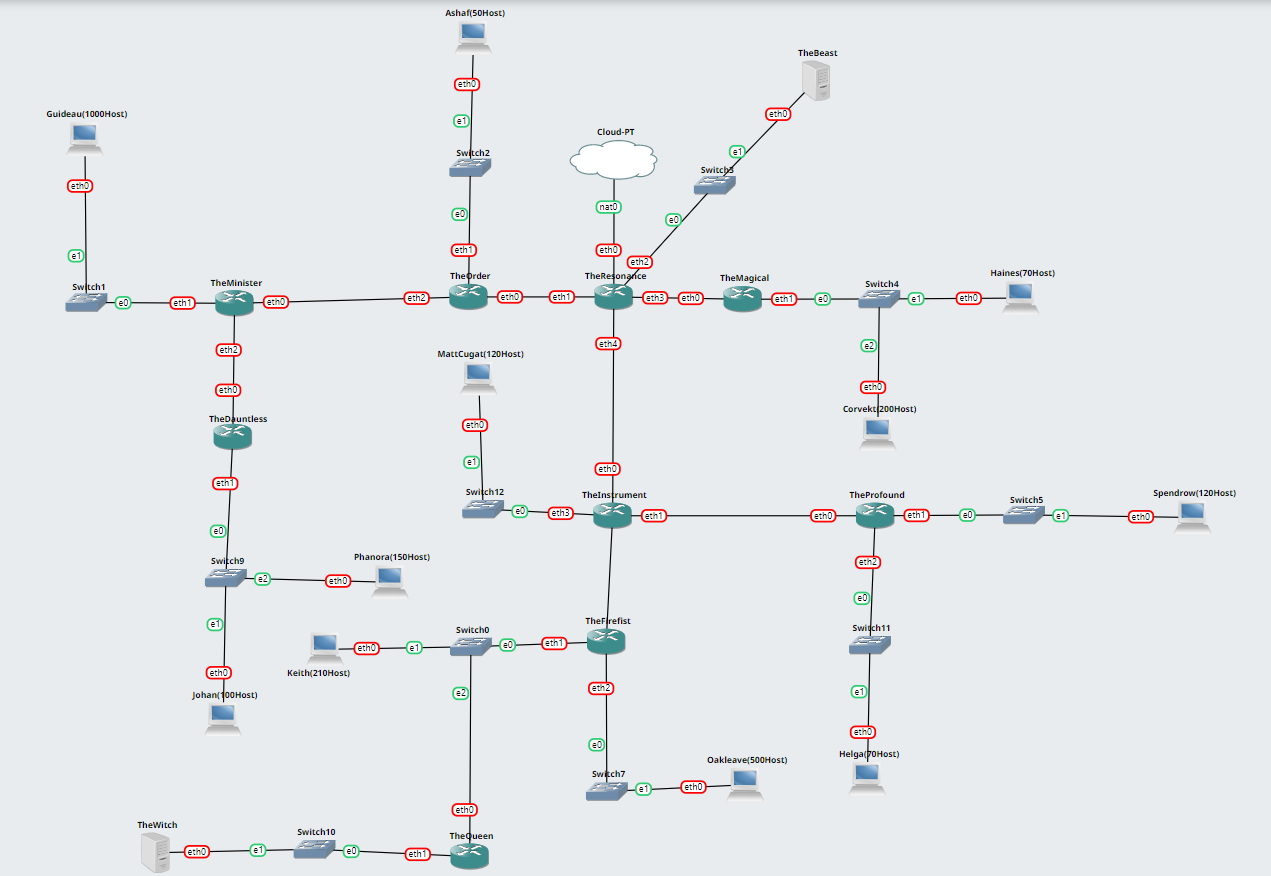 Ashaf(50Host)
eth0
e1
Switch2
e0
eth1
TheBeast
eth0
e1
Switch3
e0
eth2
Guideau(1000Host)
eth0
e1
Switch1
e0
eth1
TheMinister
eth0
eth2
TheOrder
eth0
eth1
Cloud-PT
nat0
eth0
TheResonance
eth3
eth0
TheMagical
eth1
e0
Switch4
e1
eth0
Haines(70Host)
e2
eth0
Corvekt(200Host)
eth2
eth0
TheDauntless
eth1
e0
Switch9
e2
eth0
Phanora(150Host)
e1
eth0
Johan(100Host)
eth4
eth0
MattCugat(120Host)
eth0
e1
Switch12
e0
eth3
TheInstrument
eth1
eth0
TheProfound
eth1
e0
Switch5
e1
eth0
Spendrow(120Host)
eth2
e0
Switch11
e1
eth0
Helga(70Host)
TheFirefist
eth1
e0
Switch0
e1
eth0
Keith(210Host)
e2
eth0
TheQueen
eth1
e0
Switch10
e1
eth0
TheWitch
eth2
e0
Switch7
e1
eth0
Oakleave(500Host)